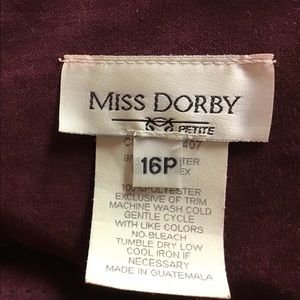 MISS DORBY
PETITE
407
16P
100% POLYESTER
EXCLUSIVE OF TRIM
MACHINE WASH COLD
GENTLE CYCLE
WITH LIKE COLORS
NO-BLEACH
TUMBLE DRY LOW
COOL IRON IF
NECESSARY
MADE IN GUATEMALA